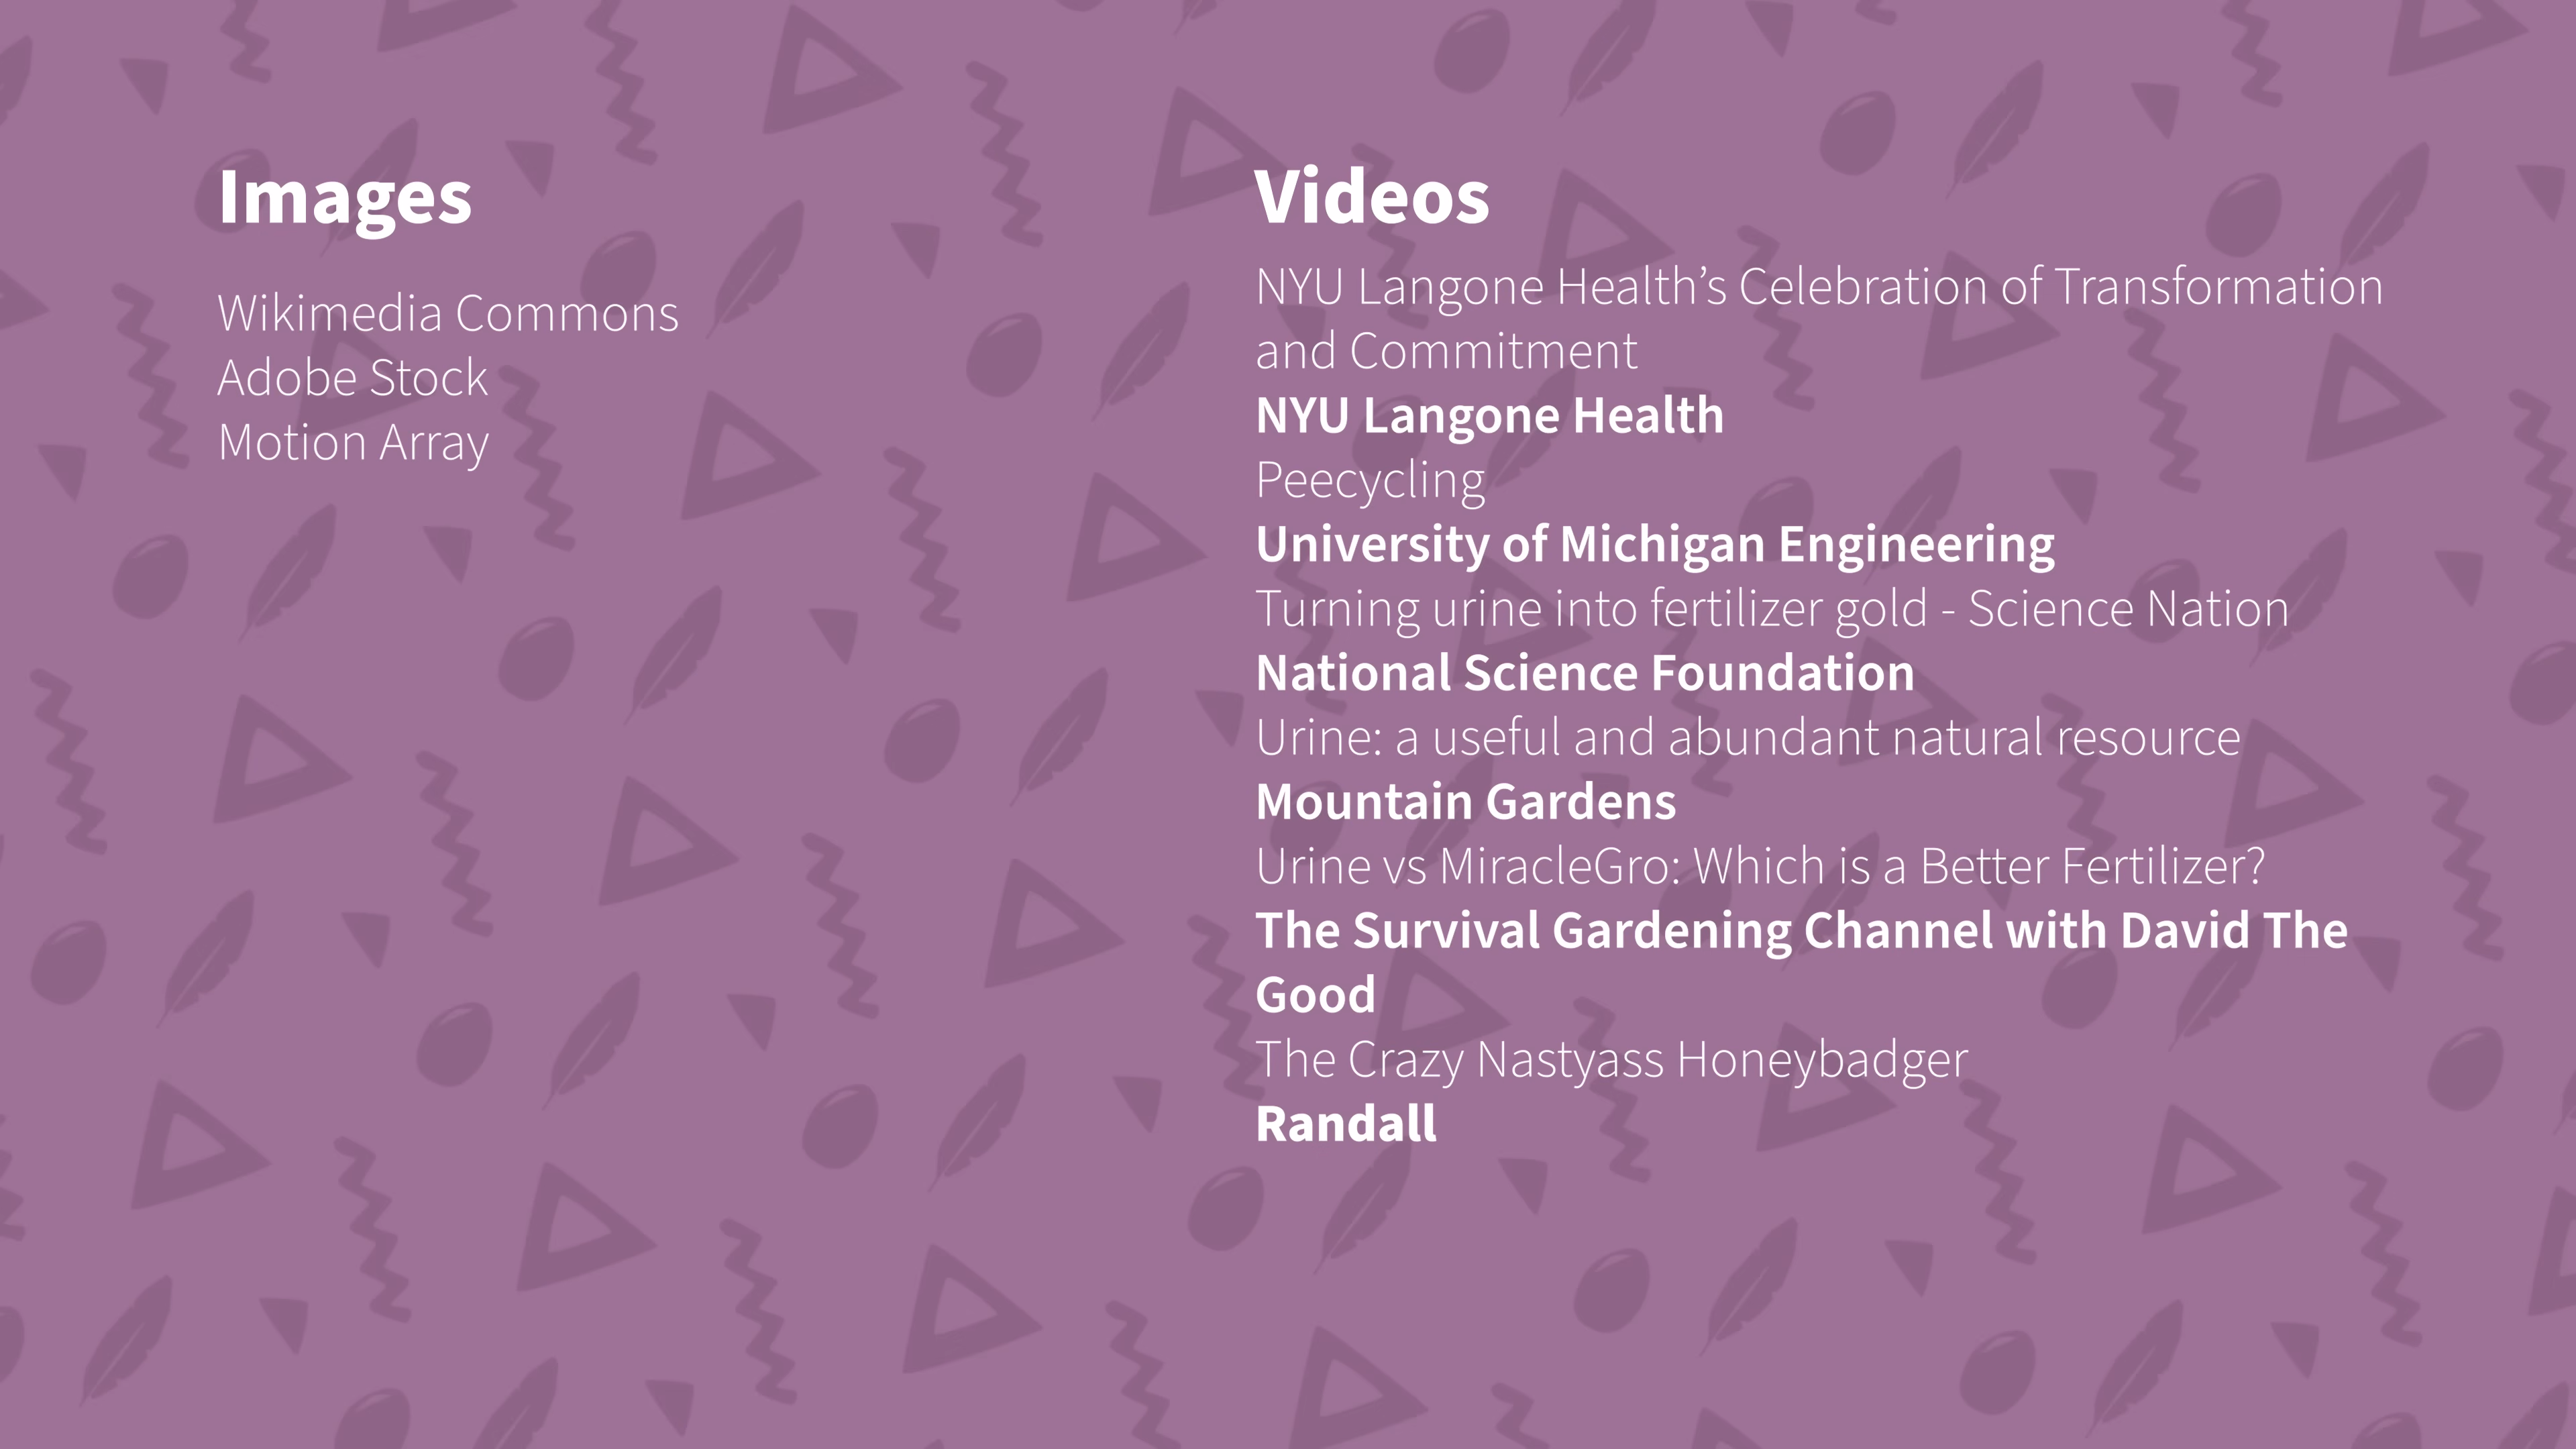 Images
Wikimedia Commons
Adobe Stock
Motion Array
Videos
NYU Langone Health’s Celebration of Transformation
and Commitment
NYU Langone Health
Peecycling
University of Michigan Engineering
Turning urine into fertilizer gold - Science Nation
National Science Foundation
Urine: a useful and abundant natural resource
Mountain Gardens
Urine vs MiracleGro: Which is a Better Fertilizer?
The Survival Gardening Channel with David The
Good
The Crazy Nastyass Honeybadger
Randall